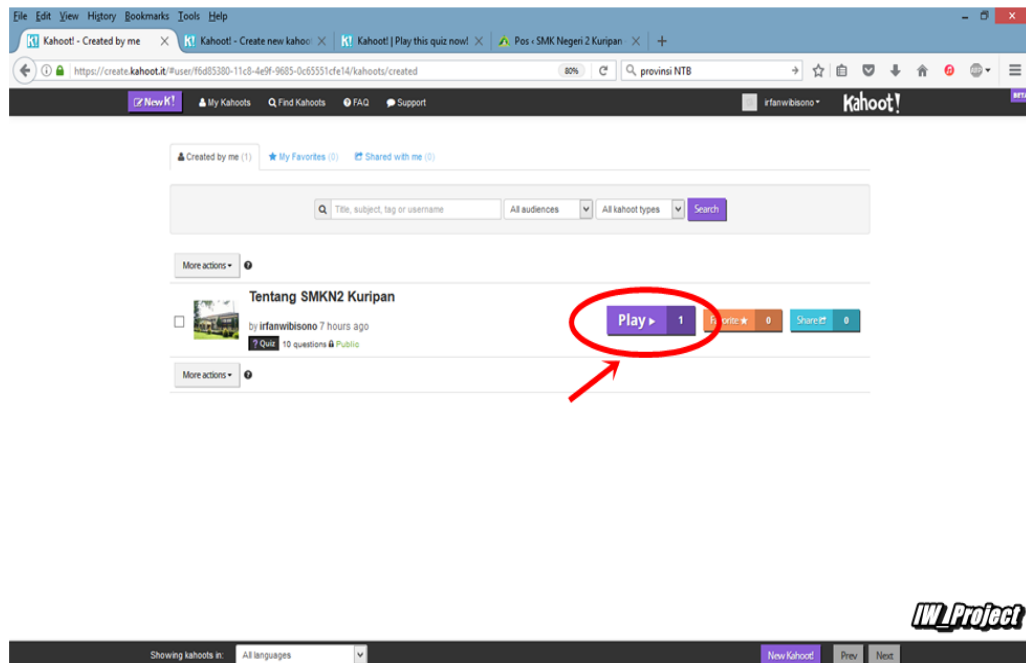 File Edit View History Bookmarks Tools Help
Kahoot! - Created by me
Kahoot! - Create new kahoo
Kahoot! | Play this quiz now!
Pos ‹ SMK Negeri 2 Kuripan
https://create.kahoot.it/#user/f6d85380-11c8-4e9f-9685-0c65551cfe14/kahoots/created
80%
provinsi NTB
New K!
My Kahoots
Find Kahoots
FAQ
Support
irfanwibisono
Kahoot!
BETA
Created by me (1)
My Favorites (0)
Shared with me (0)
Title, subject, tag or username
All audiences
All kahoot types
Search
More actions
Tentang SMKN2 Kuripan
by irfanwibisono 7 hours ago
? Quiz 10 questions Public
Play 1
Favorite 0
Share 0
More actions
IW_Project
Showing kahoots in: All languages
New Kahoot!
Prev
Next